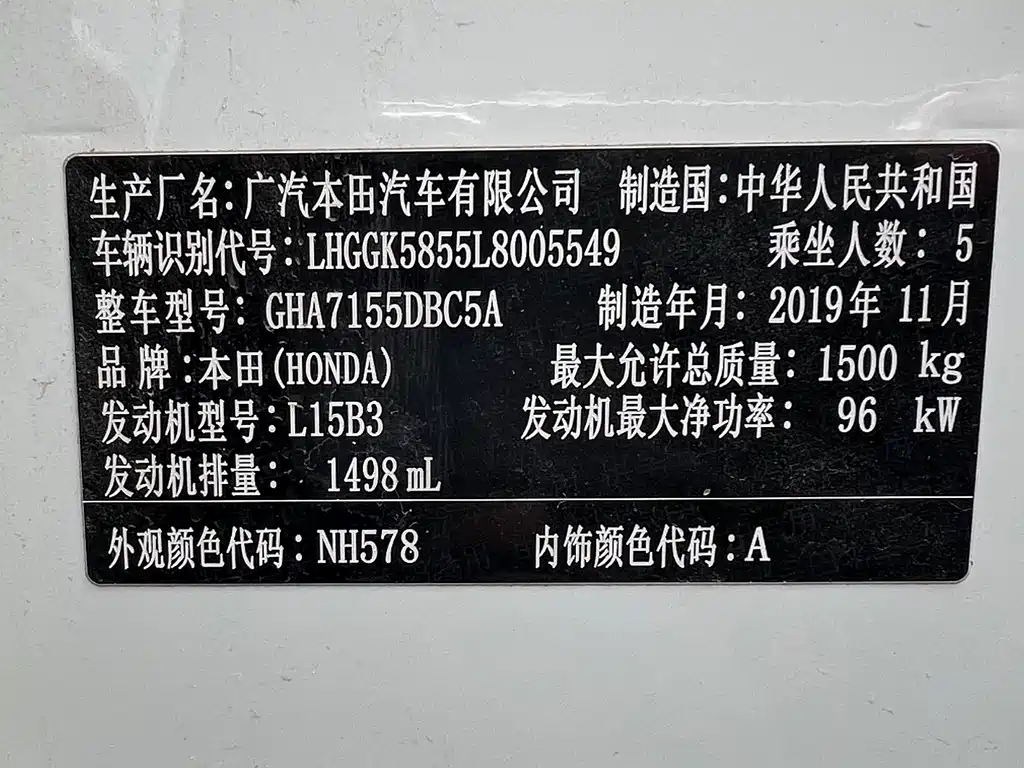 生产厂名：广汽本田汽车有限公司 制造国：中华人民共和国
车辆识别代号：LHGGK5855L8005549 乘坐人数：5
整车型号：GHA7155DBC5A 制造年月：2019年11月
品牌：本田(HONDA) 最大允许总质量：1500 kg
发动机型号：L15B3 发动机最大净功率：96 kW
发动机排量：1498 mL
外观颜色代码：NH578 内饰颜色代码：A